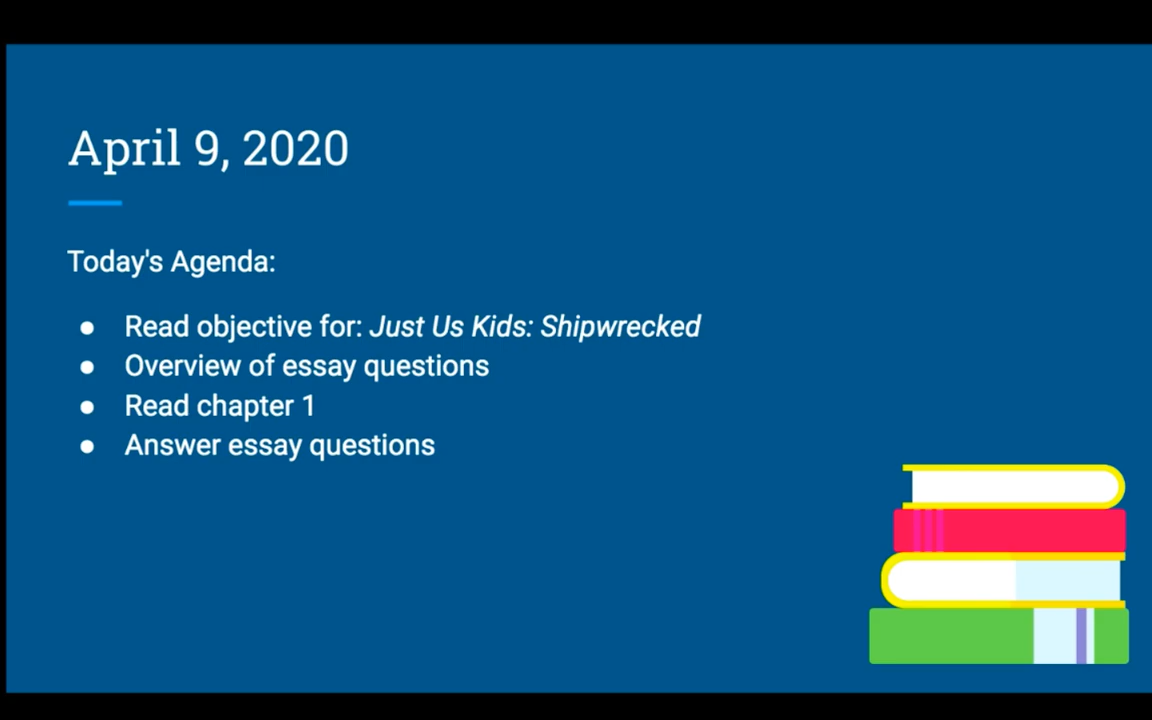 April 9, 2020
Today's Agenda:
● Read objective for: Just Us Kids: Shipwrecked
● Overview of essay questions
● Read chapter 1
● Answer essay questions